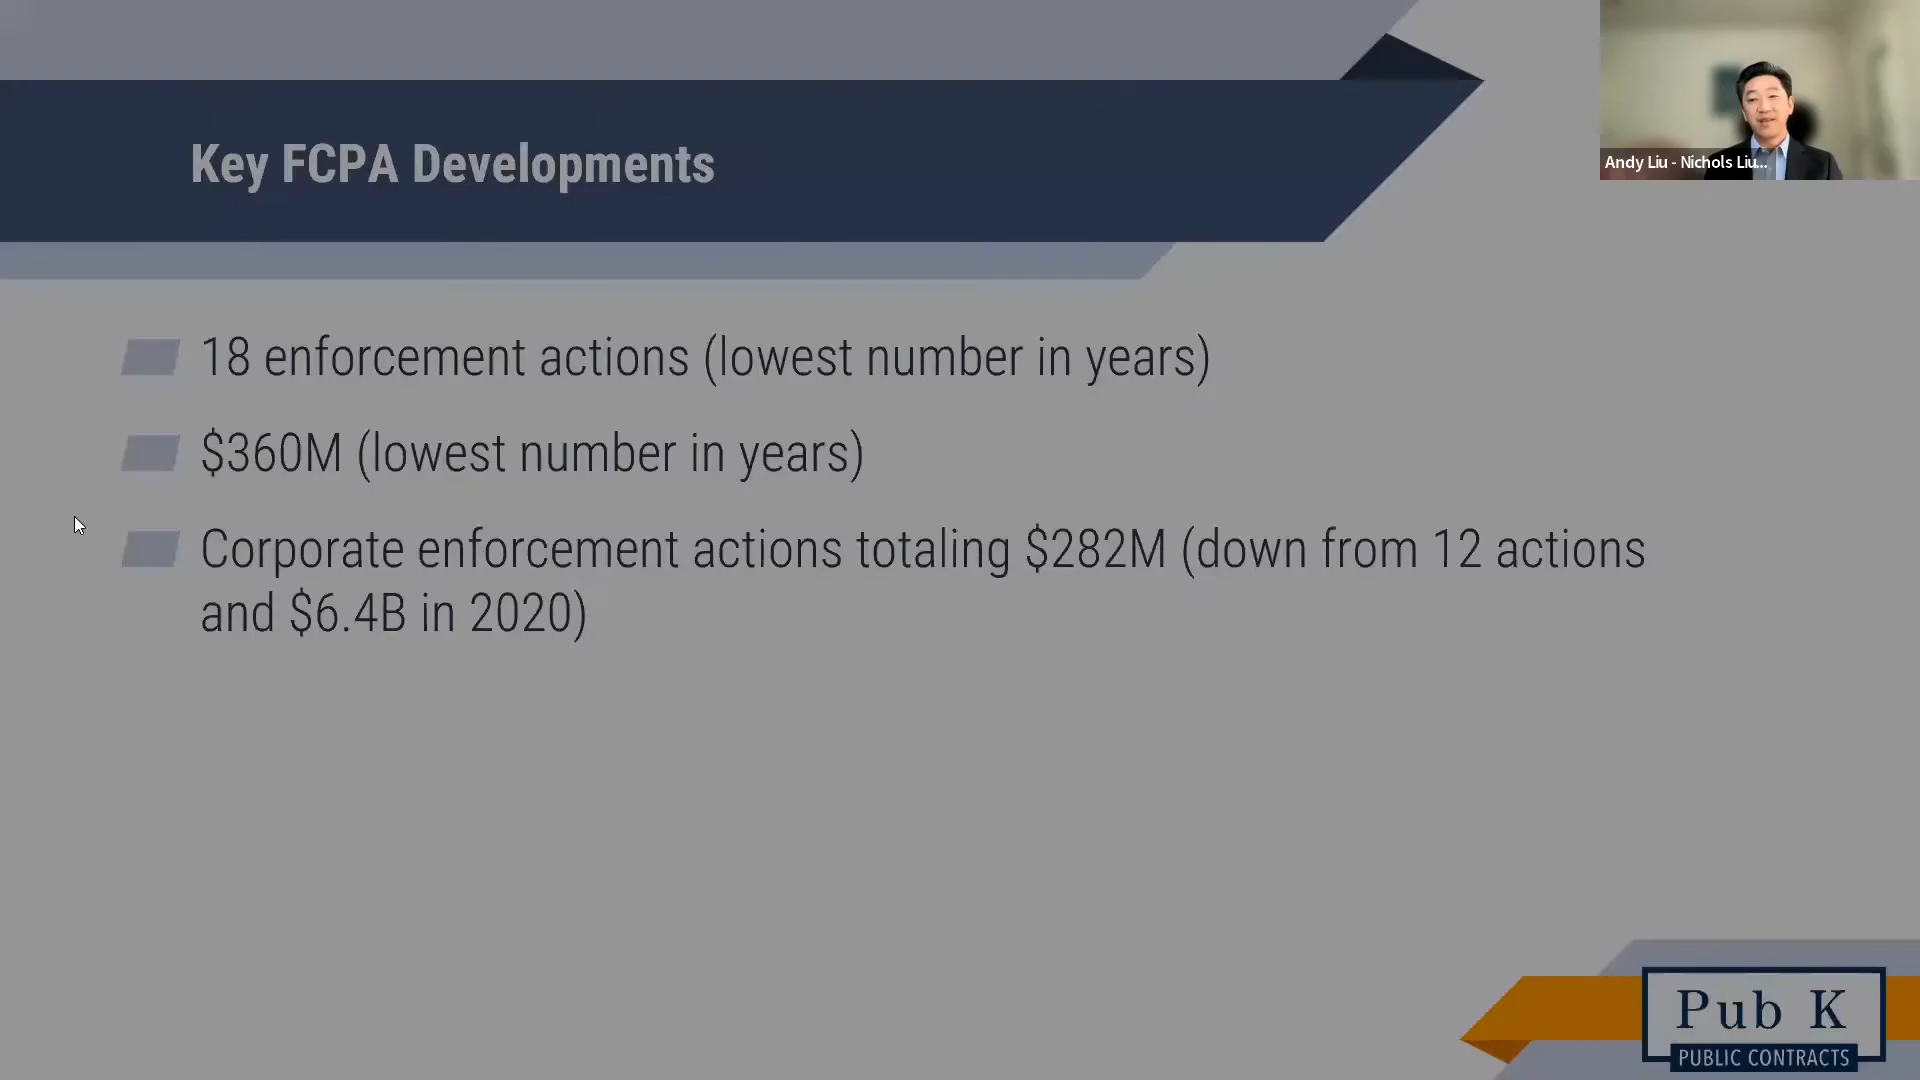 Key FCPA Developments
Andy Liu - Nichols Liu...
18 enforcement actions (lowest number in years)
$360M (lowest number in years)
Corporate enforcement actions totaling $282M (down from 12 actions
and $6.4B in 2020)
Pub K
PUBLIC CONTRACTS